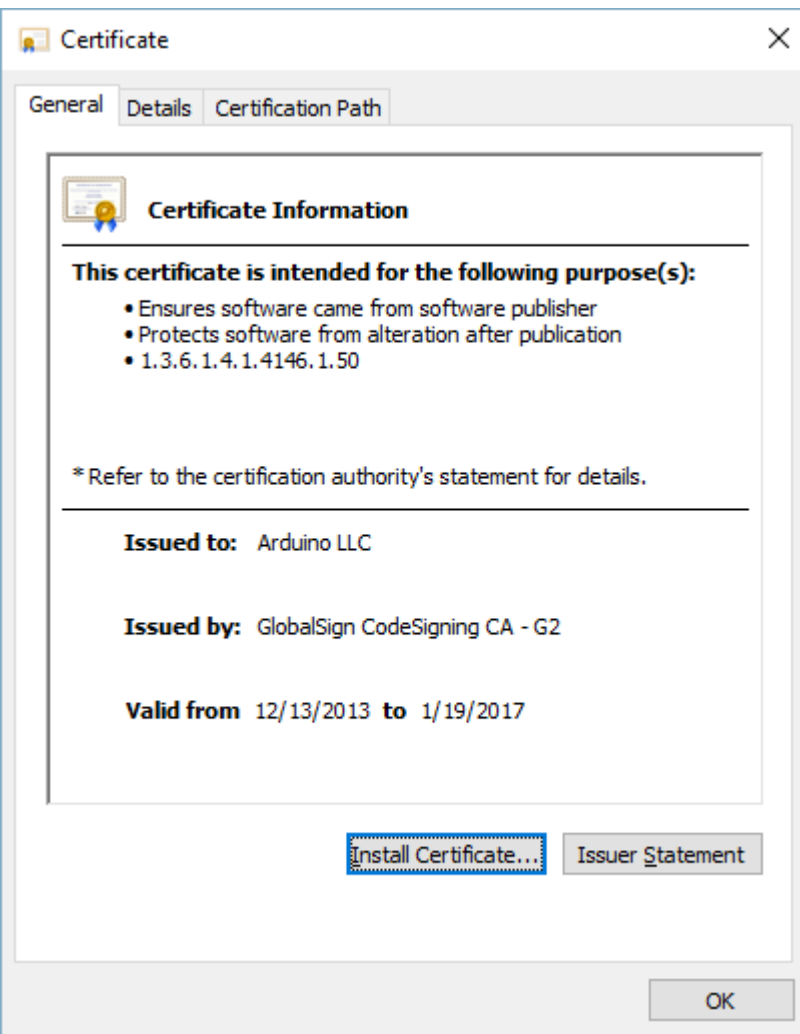 Certificate
General Details Certification Path
Certificate Information
This certificate is intended for the following purpose(s):
• Ensures software came from software publisher
• Protects software from alteration after publication
• 1.3.6.1.4.1.4146.1.50
* Refer to the certification authority's statement for details.
Issued to: Arduino LLC
Issued by: GlobalSign CodeSigning CA - G2
Valid from 12/13/2013 to 1/19/2017
Install Certificate... Issuer Statement
OK